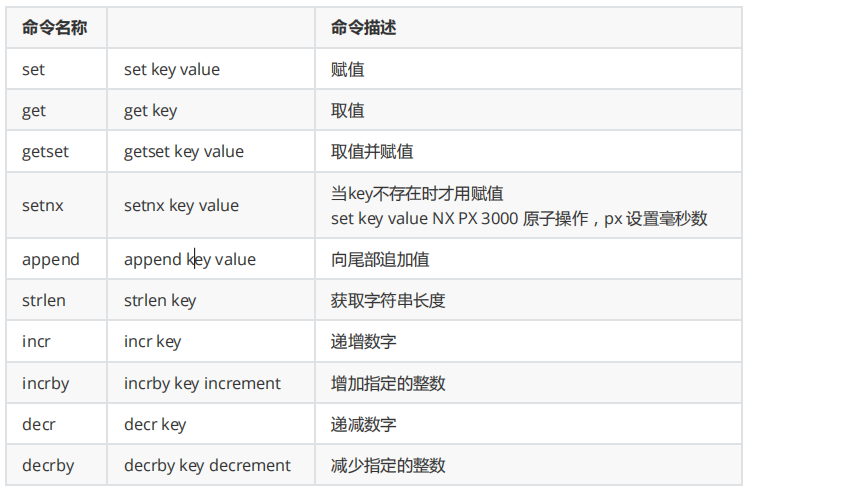 命令名称 命令描述
set set key value 赋值
get get key 取值
getset getset key value 取值并赋值
setnx setnx key value 当key不存在时才用赋值
set key value NX PX 3000 原子操作，px 设置毫秒数
append append key value 向尾部追加值
strlen strlen key 获取字符串长度
incr incr key 递增数字
incrby incrby key increment 增加指定的整数
decr decr key 递减数字
decrby decrby key decrement 减少指定的整数